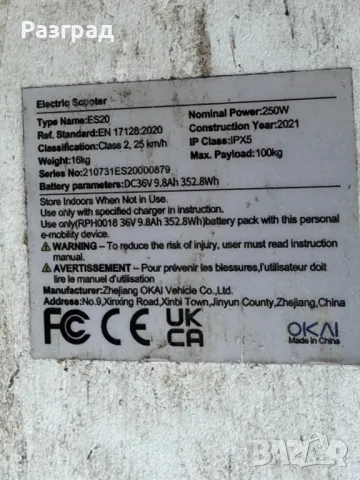 Разград
Electric Scooter
Type Name:ES20
Nominal Power:250W
Ref. Standard:EN 17128:2020
Construction Year:2021
Classification:Class 2, 25 km/h
IP Class:IPX5
Weight:16kg
Max. Payload:100kg
Series No:210731ES20000879
Battery parameters:DC36V 9.8Ah 352.8Wh
Store Indoors When Not in Use.
Use only with specified charger in instruction.
Use only(RPH0018 36V 9.8Ah 352.8Wh)battery pack with this personal
e-mobility device.
WARNING – To reduce the risk of injury, user must read instruction
manual.
AVERTISSEMENT – Pour prévenir les blessures,l'utilisateur doit
lire le manuel d'utilisation
Manufacturer:Zhejiang OKAI Vehicle Co.,Ltd.
Address:No.9,Xinxing Road,Xinbi Town,Jinyun County,Zhejiang,China
FC CE UK
CA
OKAI
Made in China
BAZAR
bg